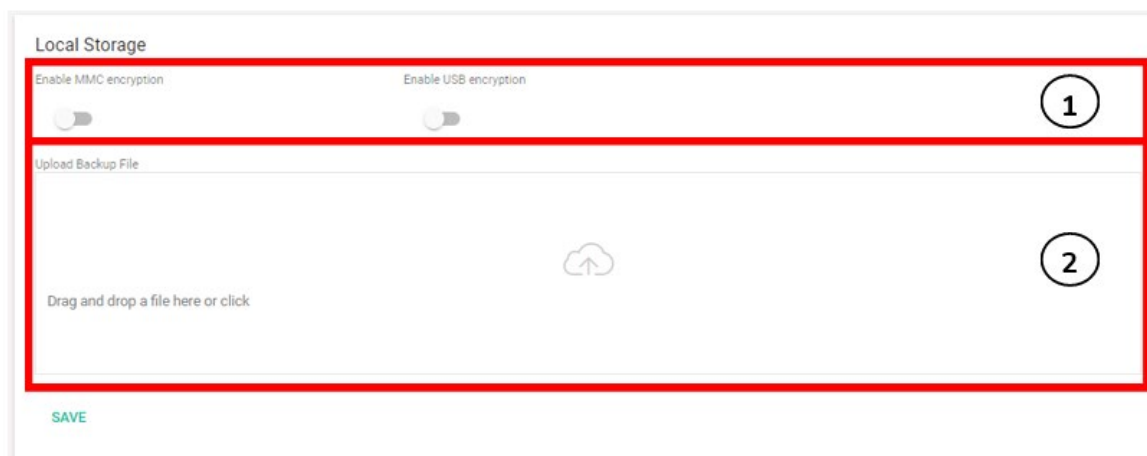 Local Storage
Enable MMC encryption Enable USB encryption
1
Upload Backup File
2
Drag and drop a file here or click
SAVE